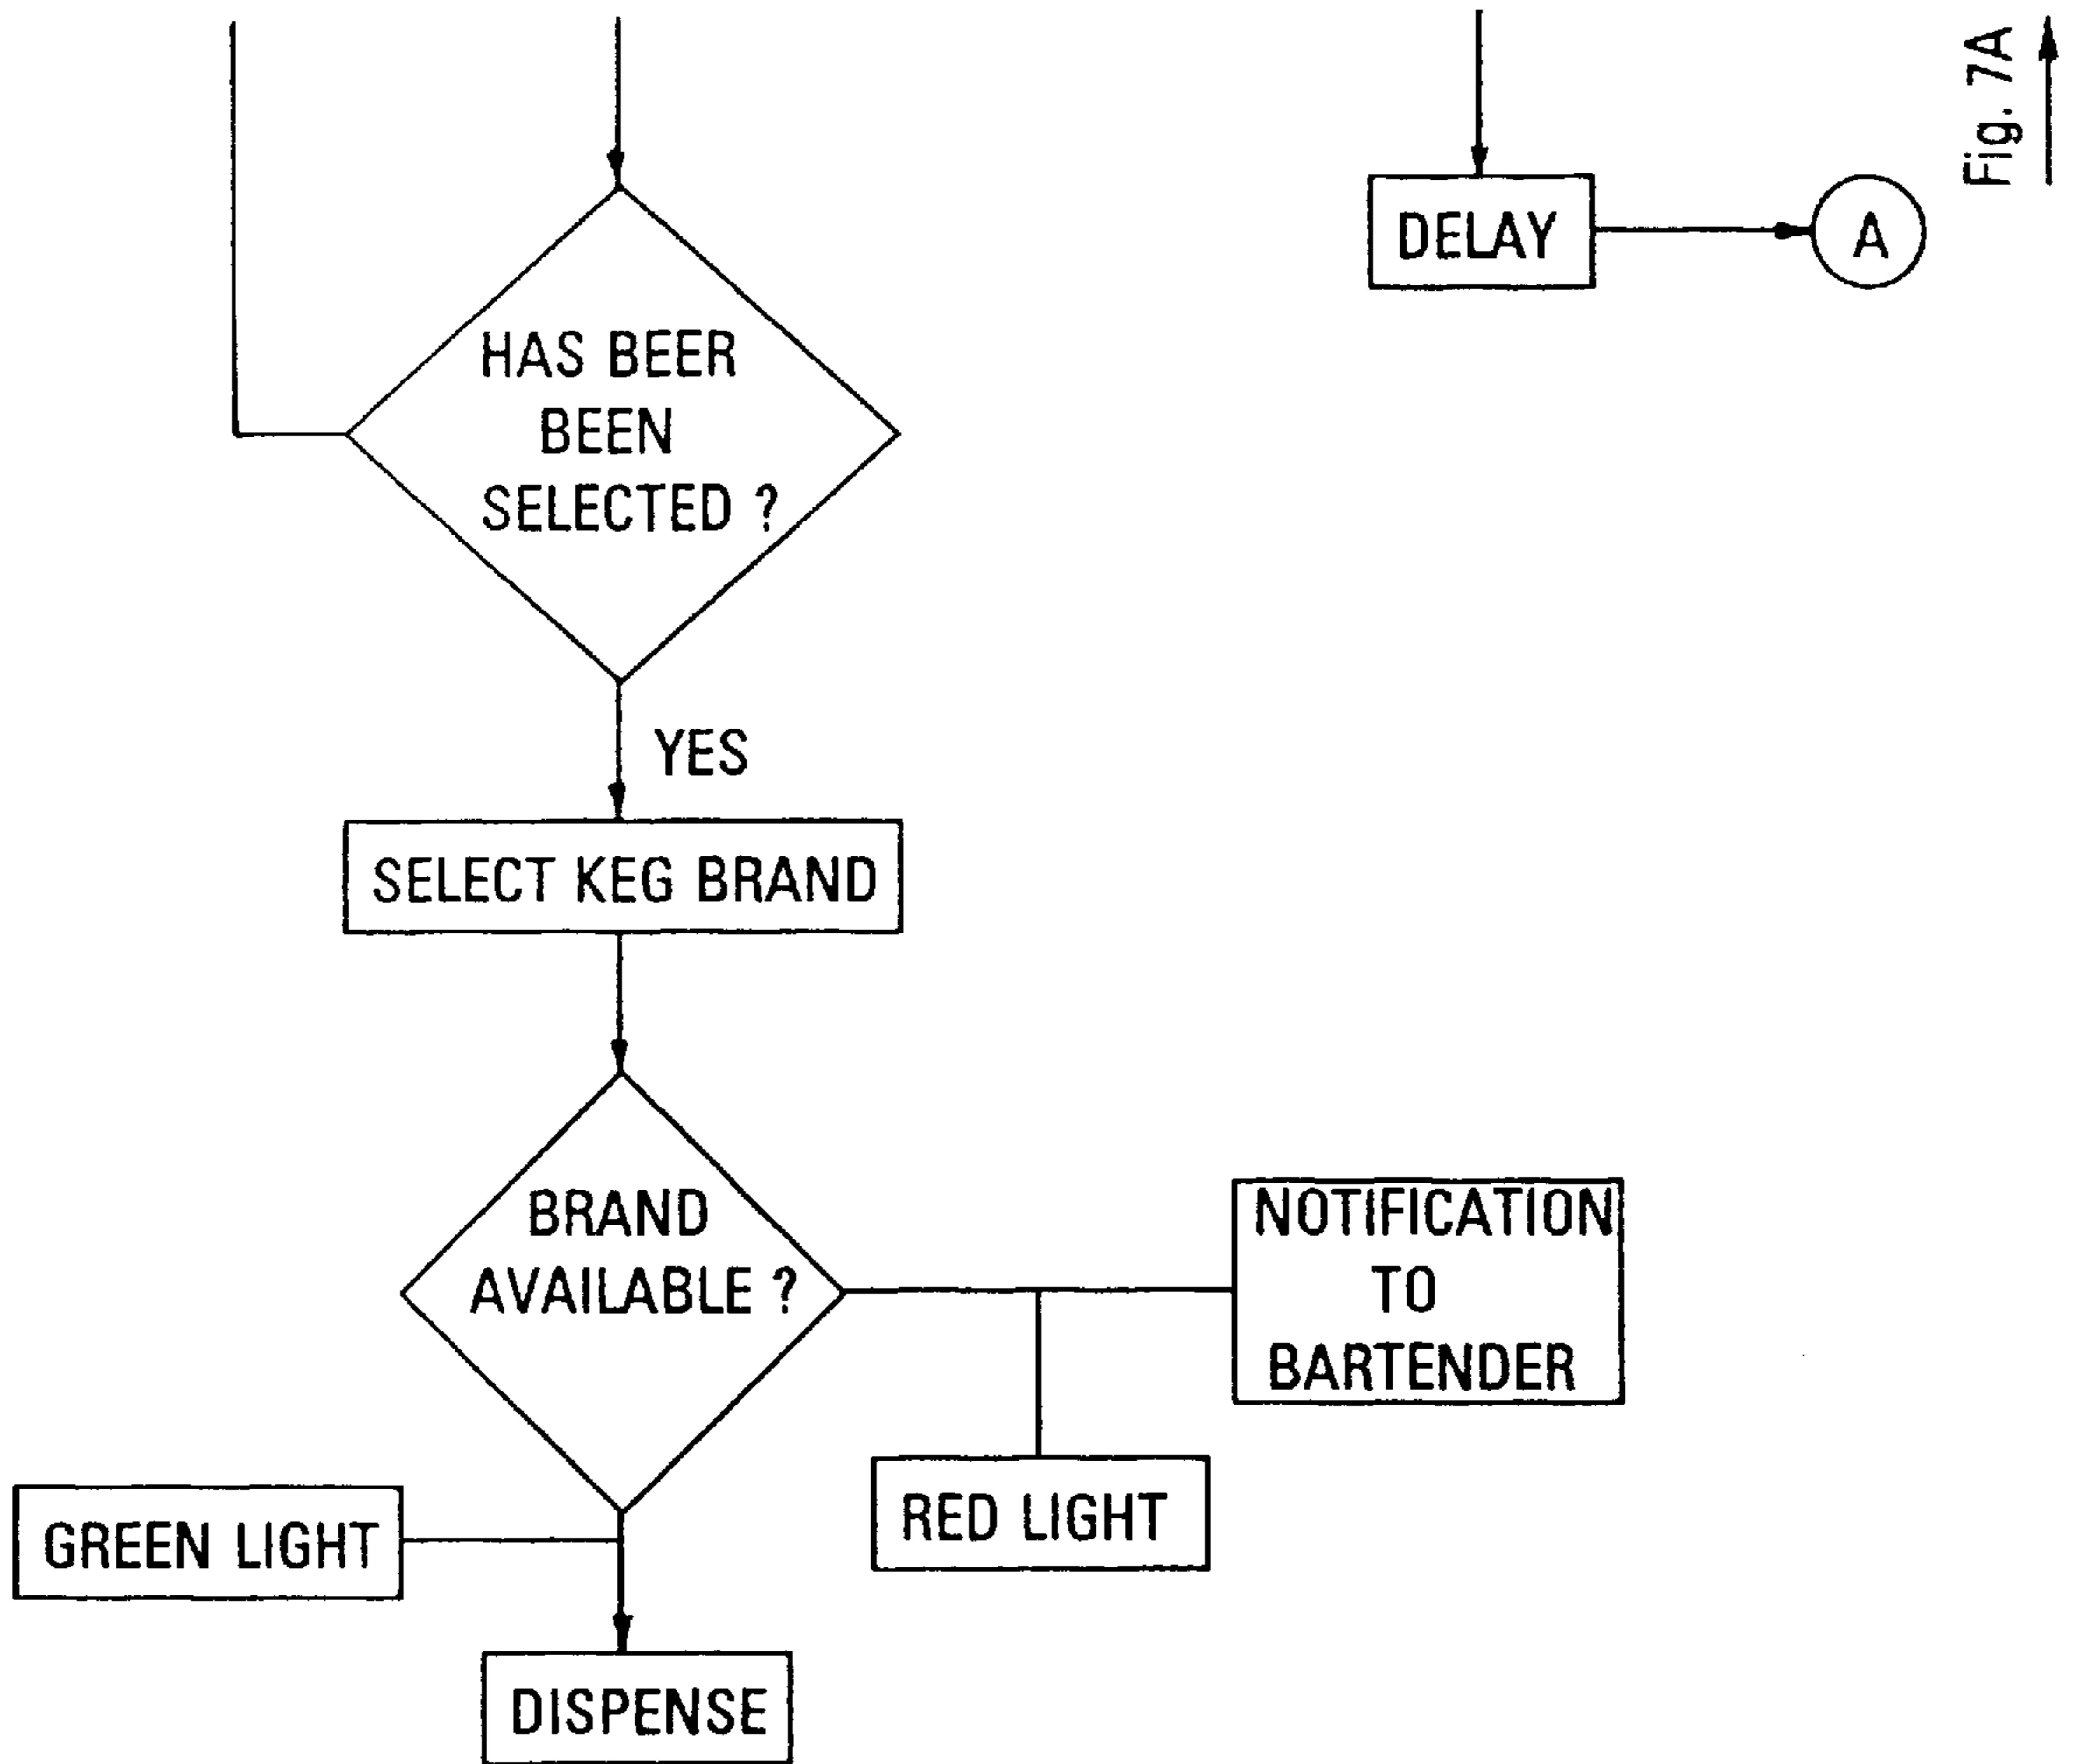 Fig. 7A
DELAY
A
HAS BEER
BEEN
SELECTED ?
YES
SELECT KEG BRAND
BRAND
AVAILABLE ?
NOTIFICATION
TO
BARTENDER
RED LIGHT
GREEN LIGHT
DISPENSE